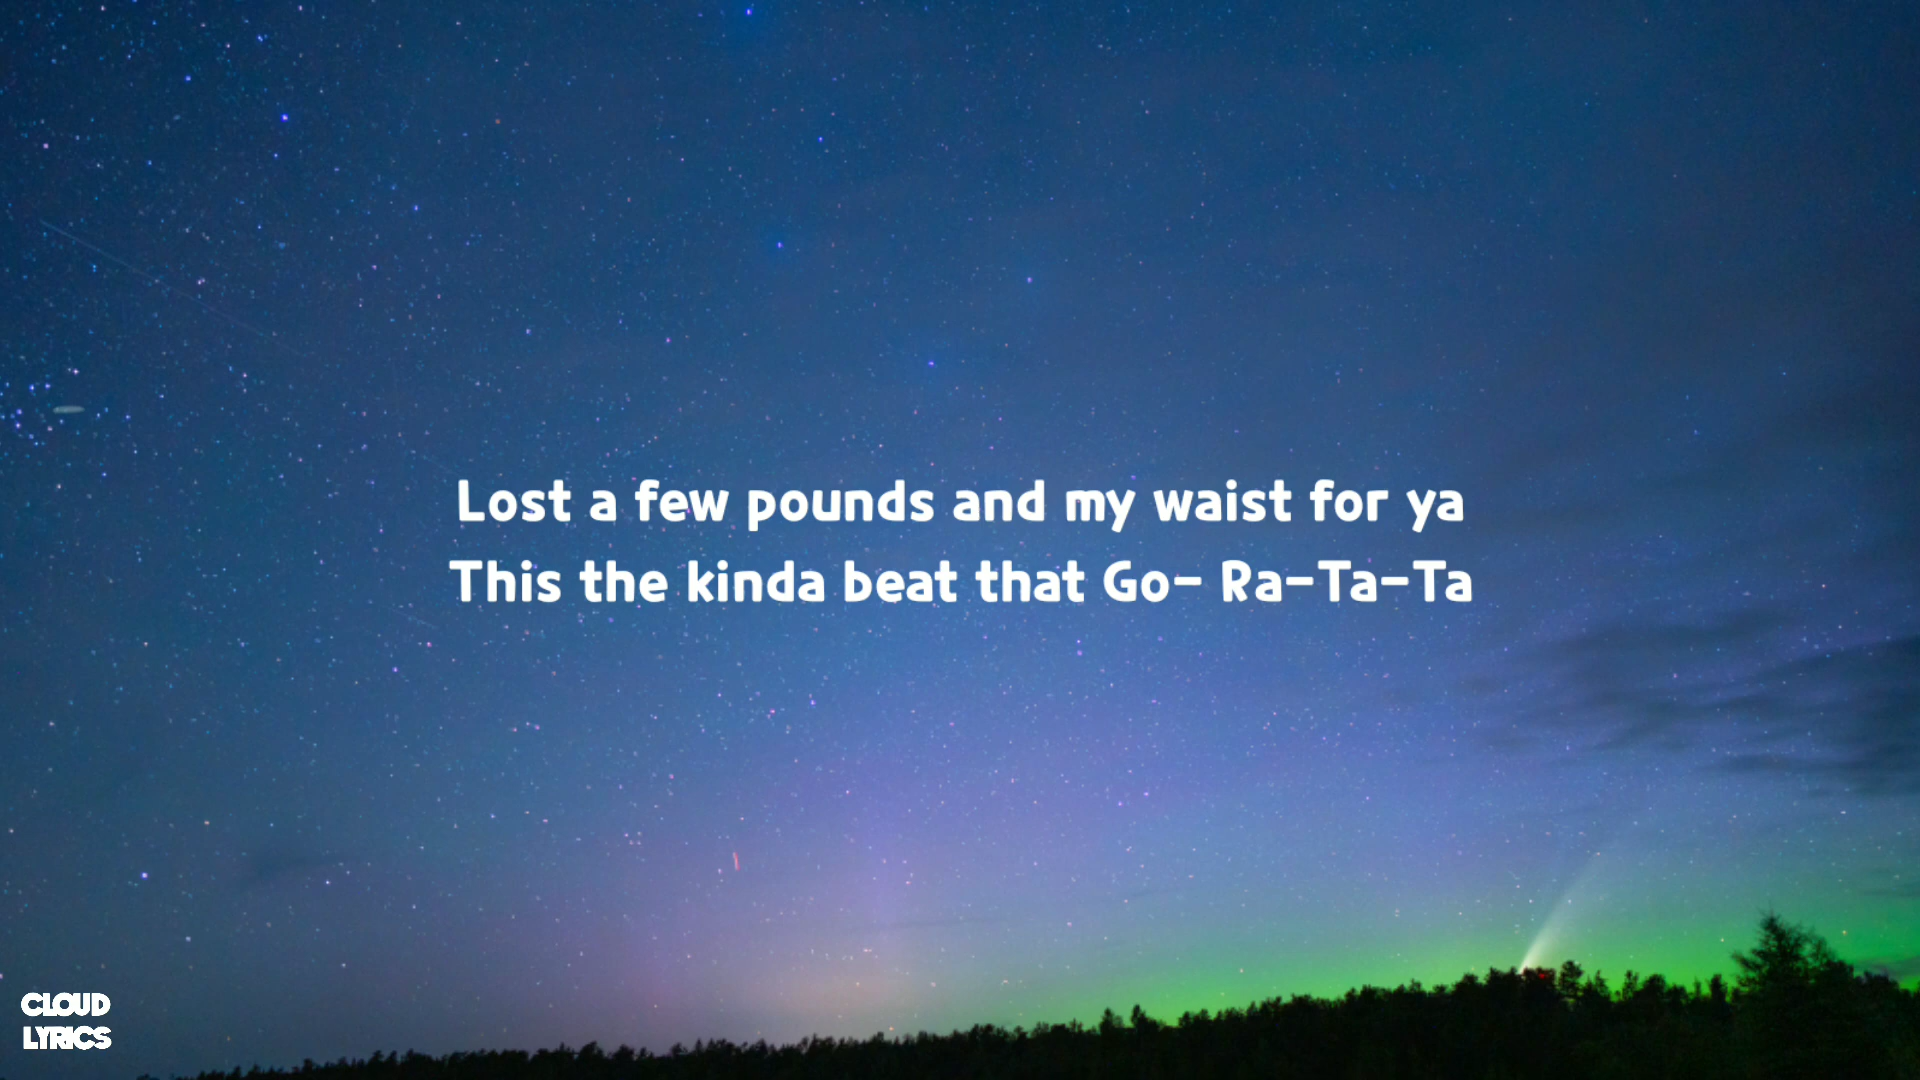 Lost a few pounds and my waist for ya
This the kinda beat that Go- Ra-Ta-Ta
CLOUD
LYRICS